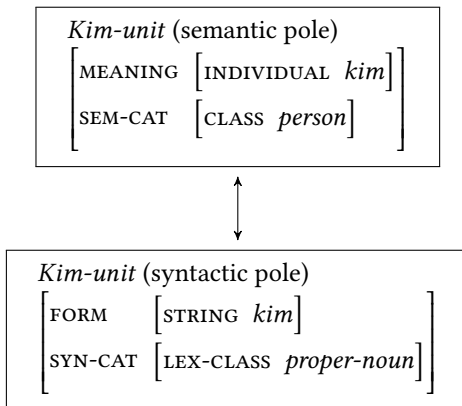 Kim-unit (semantic pole)
MEANING [INDIVIDUAL kim]
SEM-CAT [CLASS person]
Kim-unit (syntactic pole)
FORM [STRING kim]
SYN-CAT [LEX-CLASS proper-noun]